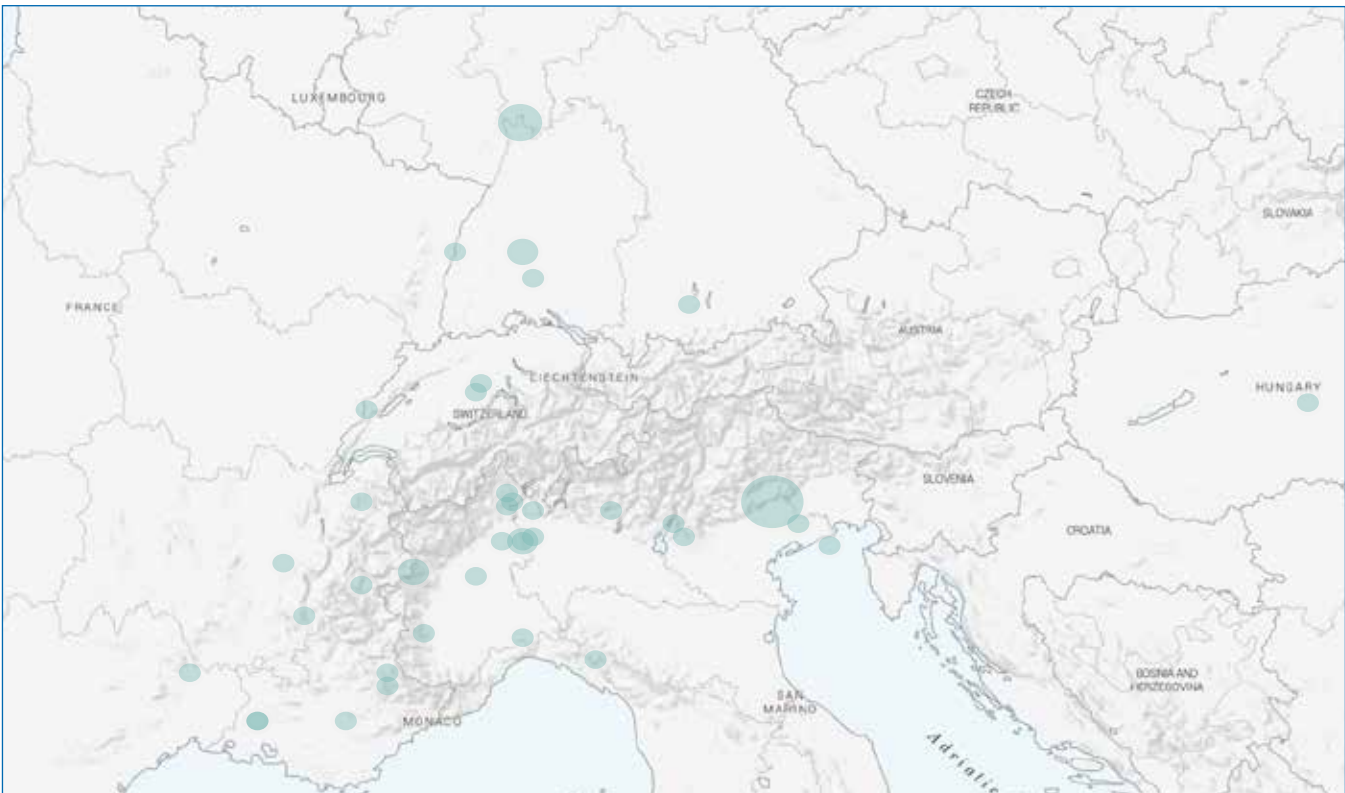 LUXEMBOURG
CZECH
REPUBLIC
SLOVAKIA
FRANCE
AUSTRIA
LIECHTENSTEIN
HUNGARY
SWITZERLAND
SLOVENIA
CROATIA
BOSNIA AND
HERZEGOVINA
SAN
MARINO
MONACO
Adriatic